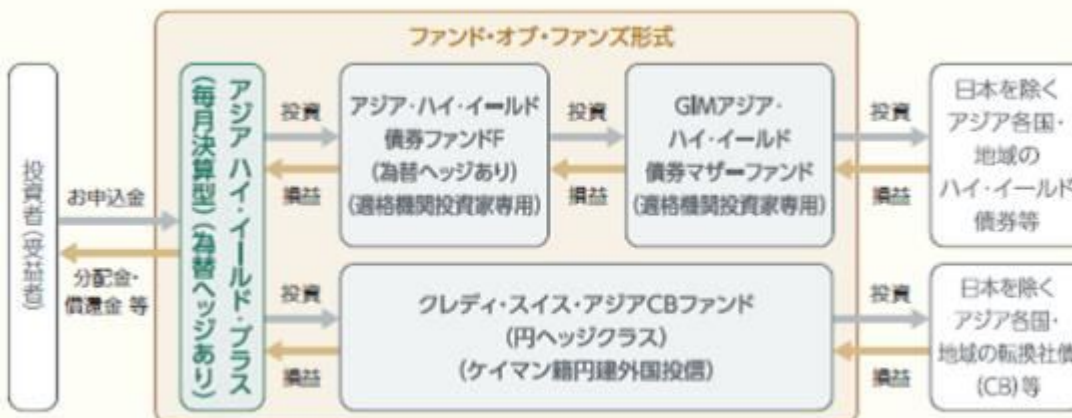 ファンド・オブ・ファンズ形式
投資者(受益者)
お申込金
分配金・
償還金 等
アジア ハイ・イールド・プラス
(毎月決算型)(為替ヘッジあり)
投資
損益
アジア・ハイ・イールド
債券ファンドF
(為替ヘッジあり)
(適格機関投資家専用)
投資
損益
GIMアジア・
ハイ・イールド
債券マザーファンド
(適格機関投資家専用)
投資
損益
日本を除く
アジア各国・
地域の
ハイ・イールド
債券等
投資
損益
クレディ・スイス・アジアCBファンド
(円ヘッジクラス)
(ケイマン籍円建外国投信)
投資
損益
日本を除く
アジア各国・
地域の転換社債
(CB)等